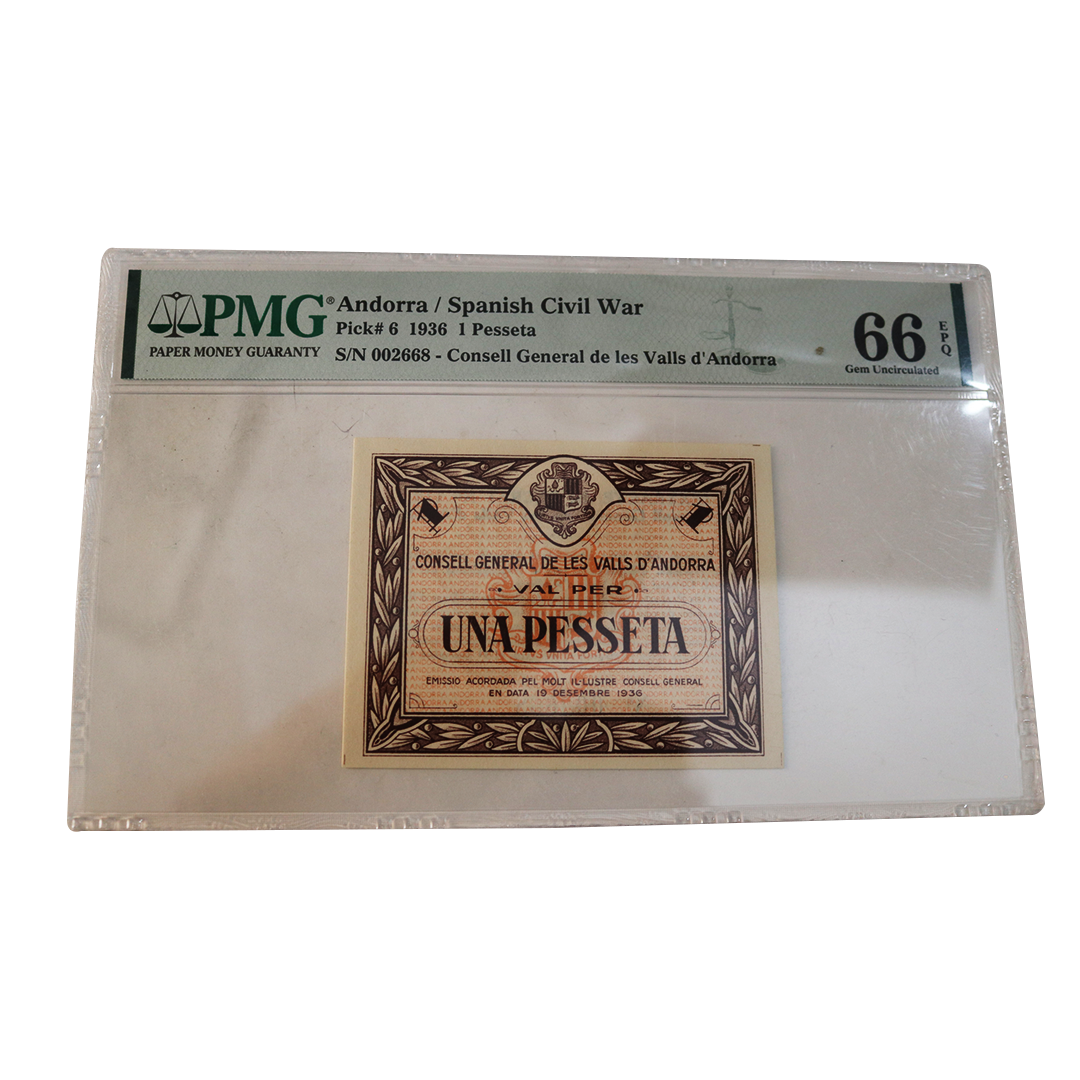 PMG®
PAPER MONEY GUARANTY
Andorra / Spanish Civil War
Pick# 6 1936 1 Pesseta
S/N 002668 - Consell General de les Valls d'Andorra
66
EPQ
Gem Uncirculated
1 1
CONSELL GENERAL DE LES VALLS D'ANDORRA
VAL PER
UNA PESSETA
EMISSIO ACORDADA PEL MOLT IL·LUSTRE CONSELL GENERAL
EN DATA 19 DESEMBRE 1936